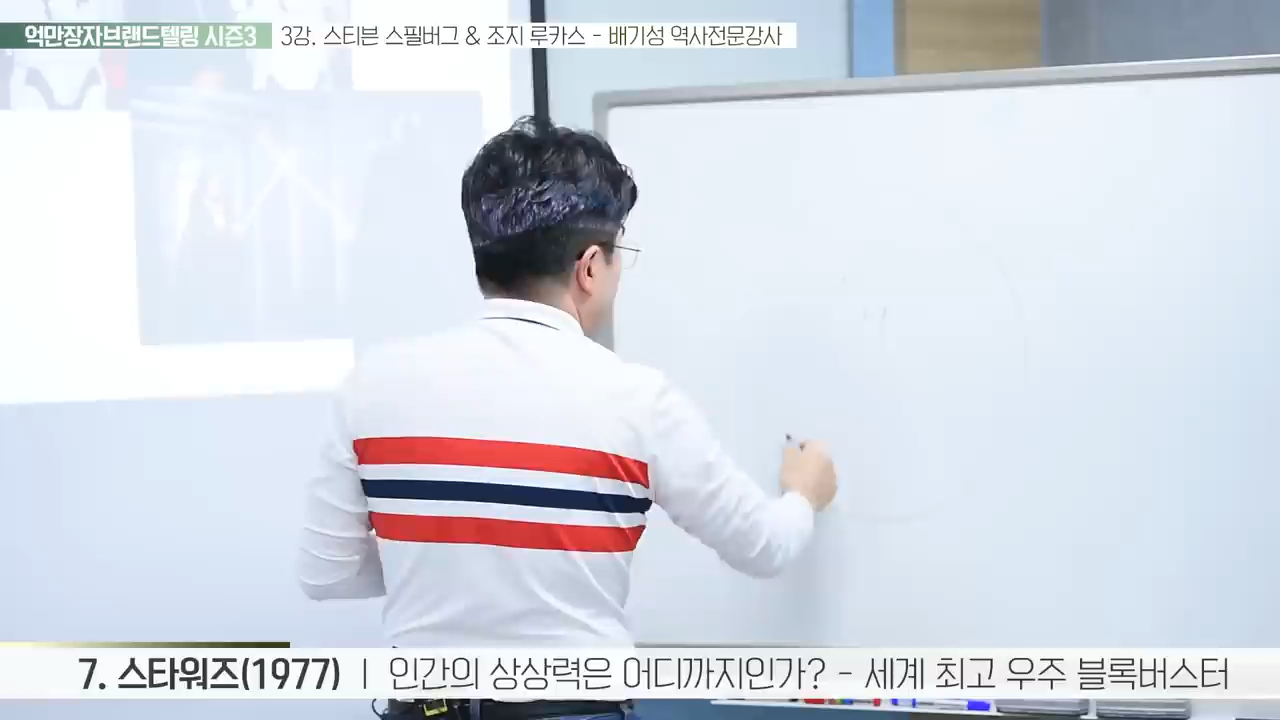 억만장자브랜드텔링 시즌3
3강. 스티븐 스필버그 & 조지 루카스 - 배기성 역사전문강사
7. 스타워즈(1977) | 인간의 상상력은 어디까지인가? - 세계 최고 우주 블록버스터